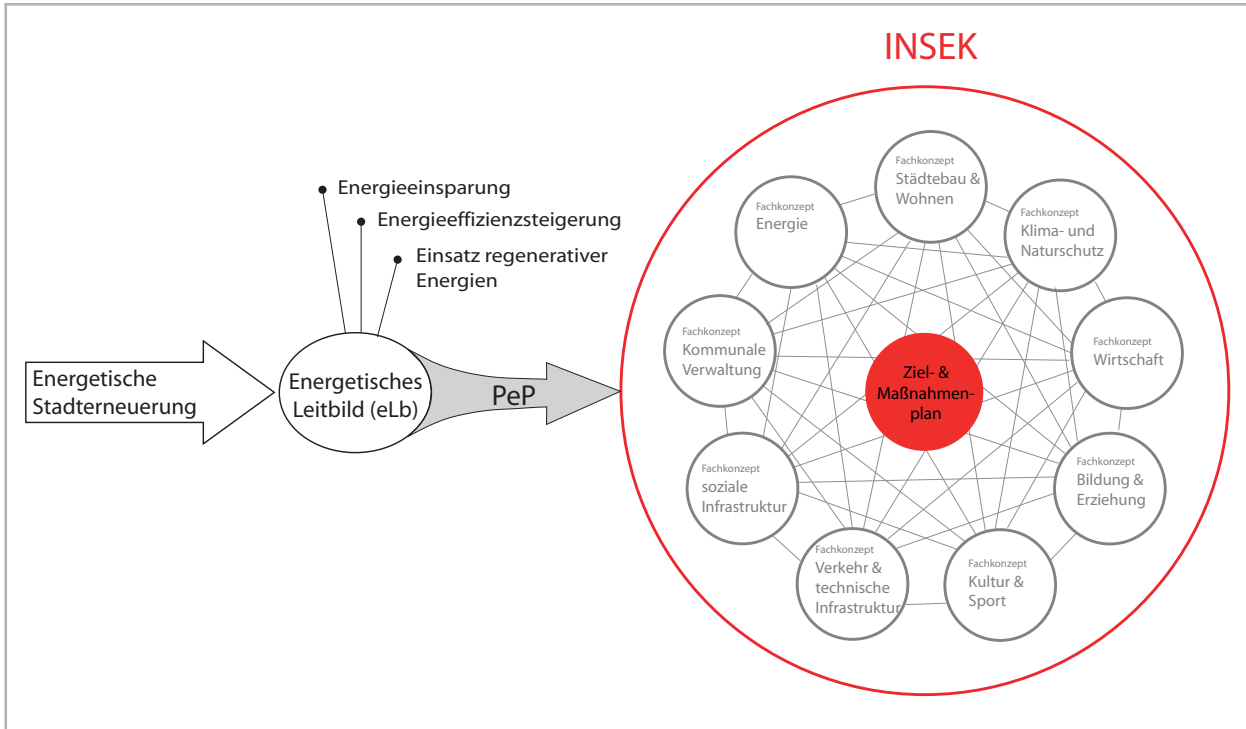 INSEK
Energieeinsparung
Energieeffizienzsteigerung
Einsatz regenerativer
Energien
Energetische
Stadterneuerung
Energetisches
Leitbild (eLb)
PeP
Fachkonzept
Städtebau &
Wohnen
Fachkonzept
Klima- und
Naturschutz
Fachkonzept
Wirtschaft
Fachkonzept
Bildung &
Erziehung
Fachkonzept
Kultur &
Sport
Fachkonzept
Verkehr &
technische
Infrastruktur
Fachkonzept
soziale
Infrastruktur
Fachkonzept
Kommunale
Verwaltung
Fachkonzept
Energie
Ziel- &
Maßnahmen-
plan